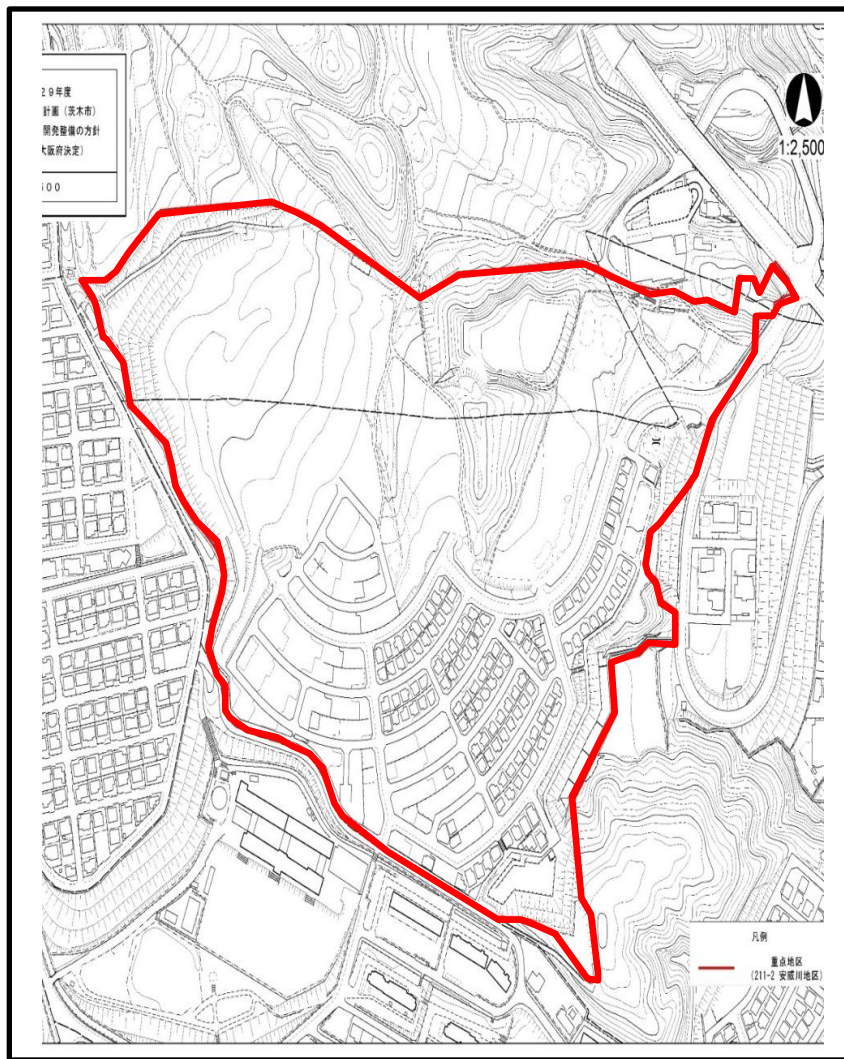 29年度
計画（茨木市）
開発整備の方針
大阪府決定）
500
1:2,500
凡例
重点地区
(211-2 安威川地区)